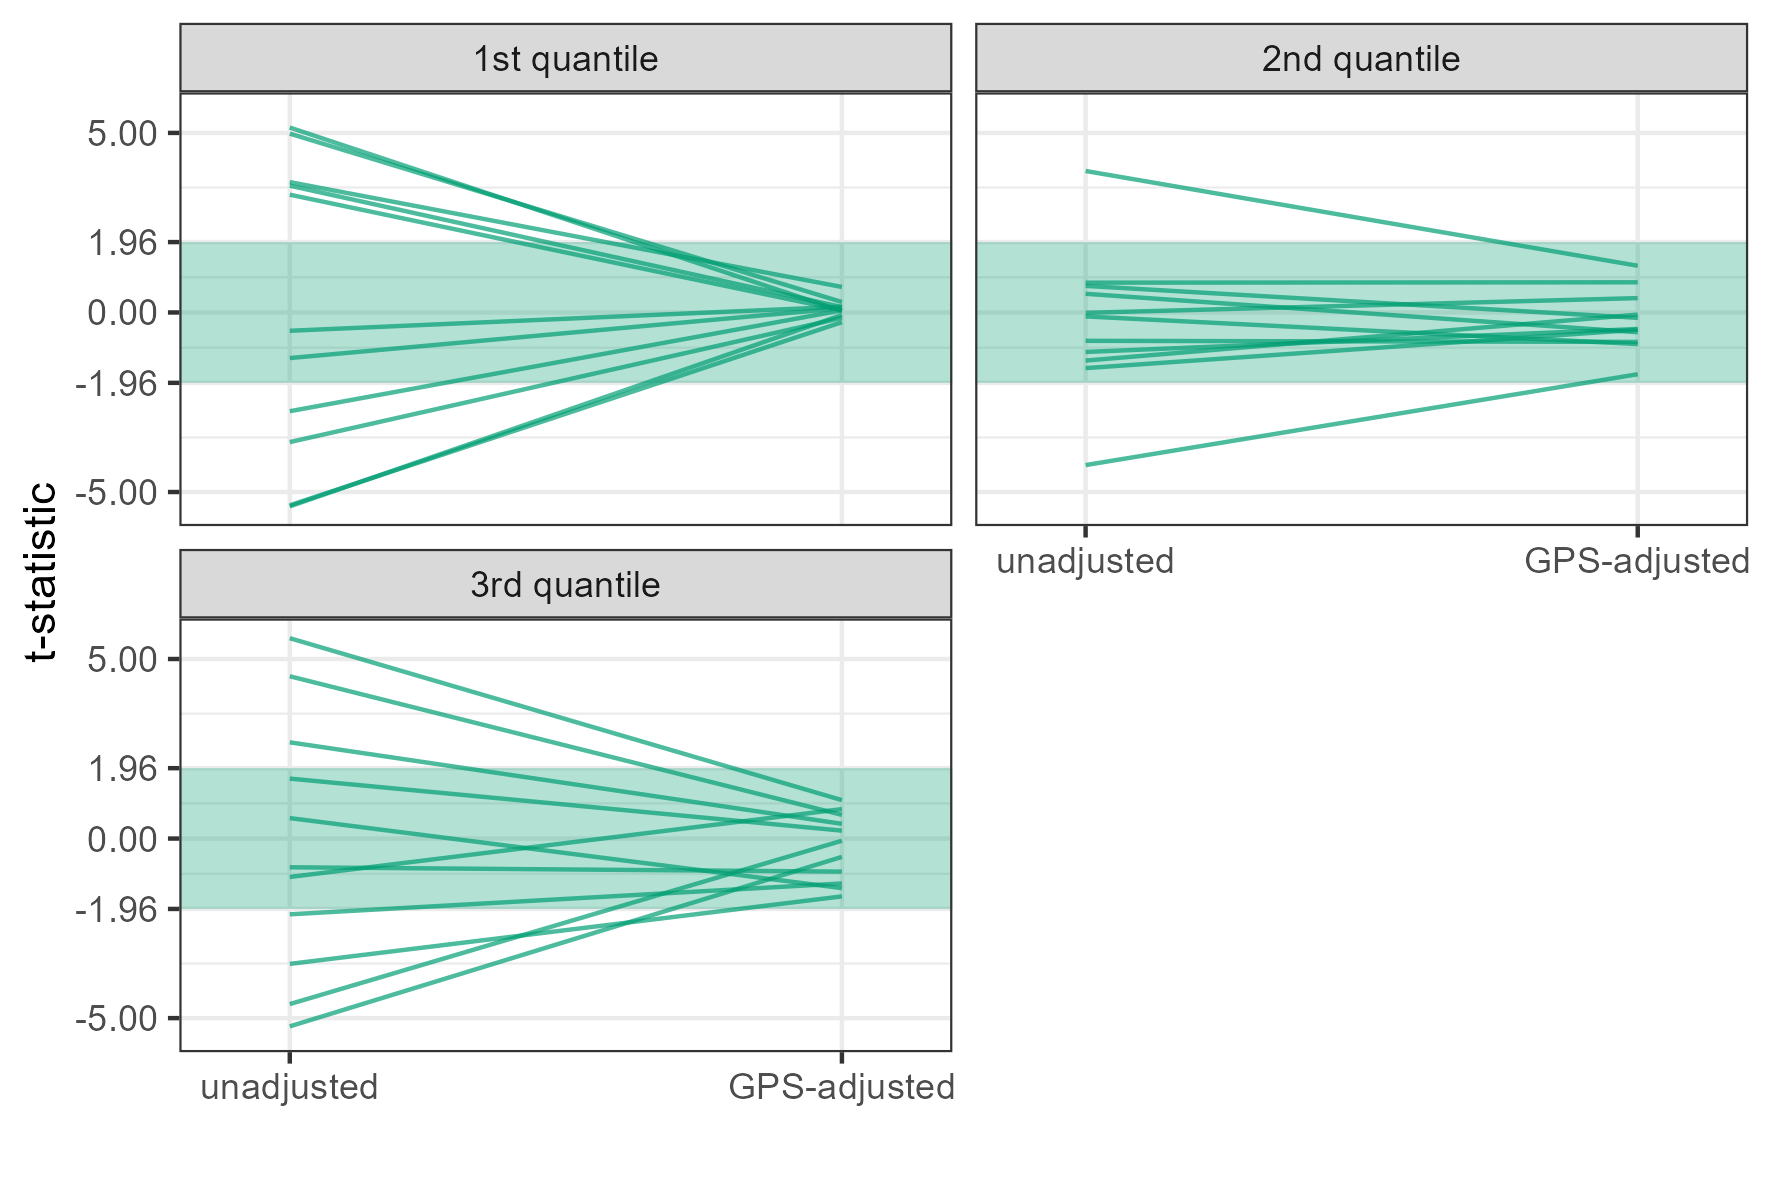 1st quantile
2nd quantile
5.00
1.96
0.00
-1.96
-5.00
unadjusted
GPS-adjusted
t-statistic
3rd quantile
5.00
1.96
0.00
-1.96
-5.00
unadjusted
GPS-adjusted